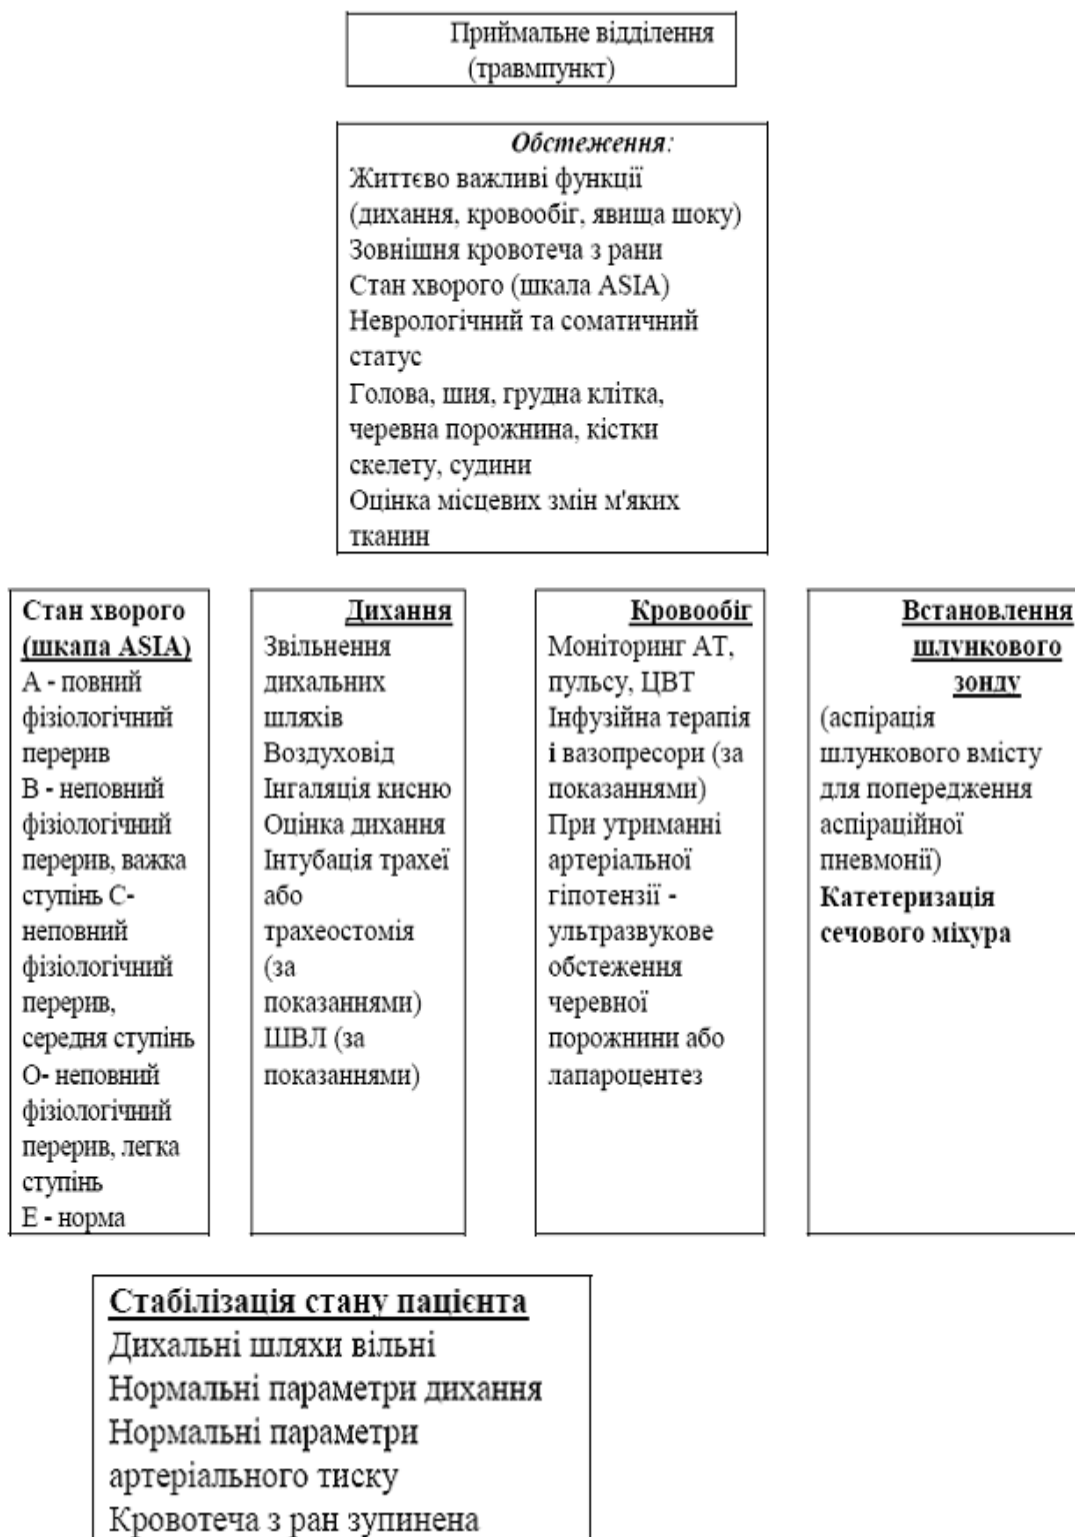 Приймальне відділення
(травмпункт)
Обстеження:
Життєво важливі функції
(дихання, кровообіг, явища шоку)
Зовнішня кровотеча з рани
Стан хворого (шкала ASIA)
Неврологічний та соматичний
статус
Голова, шия, грудна клітка,
черевна порожнина, кістки
скелету, судини
Оцінка місцевих змін м'яких
тканин
Стан хворого
(шкапа ASIA)
А - повний
фізіологічний
перерив
В - неповний
фізіологічний
перерив, важка
ступінь С-
неповний
фізіологічний
перерив,
середня ступінь
О- неповний
фізіологічний
перерив, легка
ступінь
Е - норма
Дихання
Звільнення
дихальних
шляхів
Воздуховід
Інгаляція кисню
Оцінка дихання
Інтубація трахеї
або
трахеостомія
(за
показаннями)
ШВЛ (за
показаннями)
Кровообіг
Моніторинг АТ,
пульсу, ЦВТ
Інфузійна терапія
і вазопресори (за
показаннями)
При утриманні
артеріальної
гіпотензії -
ультразвукове
обстеження
черевної
порожнини або
лапароцентез
Встановлення
шлункового
зонду
(аспірація
шлункового вмісту
для попередження
аспіраційної
пневмонії)
Катетеризація
сечового міхура
Стабілізація стану пацієнта
Дихальні шляхи вільні
Нормальні параметри дихання
Нормальні параметри
артеріального тиску
Кровотеча з ран зупинена